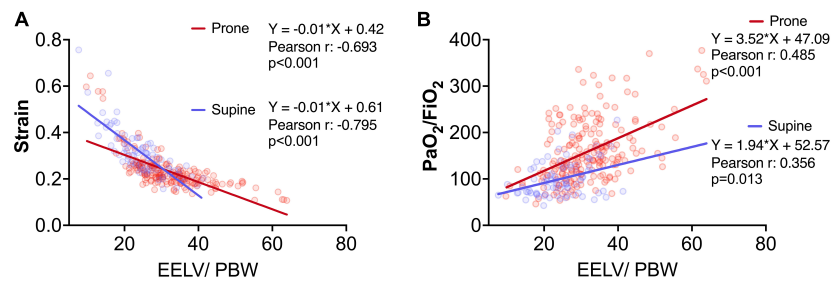 A
Prone
Y = -0.01*X + 0.42
Pearson r: -0.693
p<0.001
Supine
Y = -0.01*X + 0.61
Pearson r: -0.795
p<0.001
Strain
0.8
0.6
0.4
0.2
0.0
20 40 60 80
EELV/ PBW
B
Prone
Y = 3.52*X + 47.09
Pearson r: 0.485
p<0.001
Supine
Y = 1.94*X + 52.57
Pearson r: 0.356
p=0.013
PaO₂/FiO₂
400
300
200
100
0
20 40 60 80
EELV/ PBW